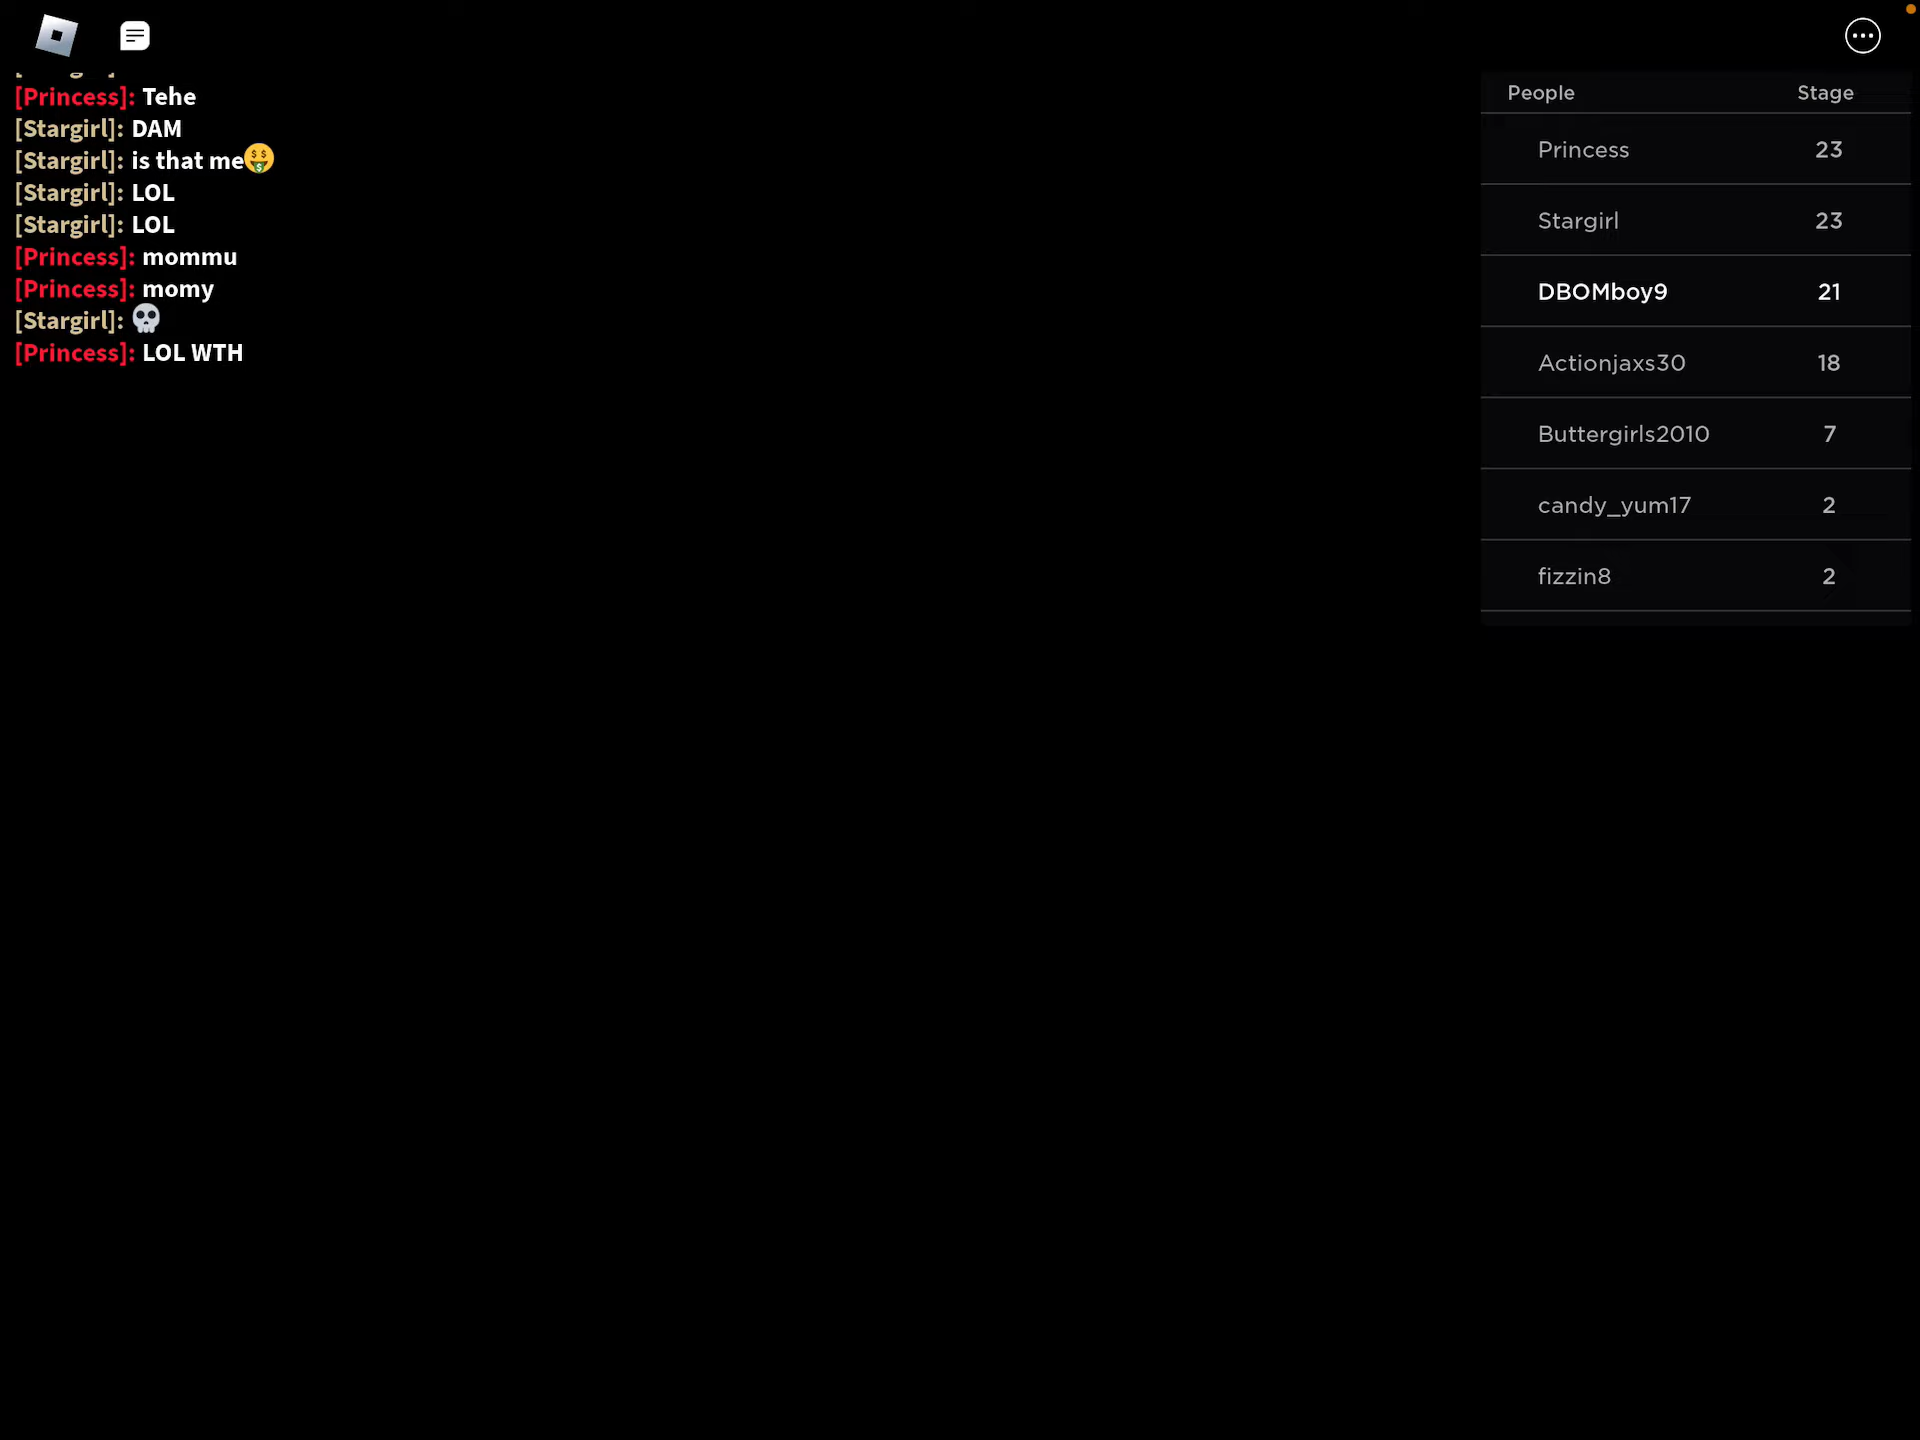 [Princess]: Tehe
[Stargirl]: DAM
[Stargirl]: is that me🤑
[Stargirl]: LOL
[Stargirl]: LOL
[Princess]: mommu
[Princess]: momy
[Stargirl]: 💀
[Princess]: LOL WTH
People Stage
Princess 23
Stargirl 23
DBOMboy9 21
Actionjaxs30 18
Buttergirls2010 7
candy_yum17 2
fizzin8 2